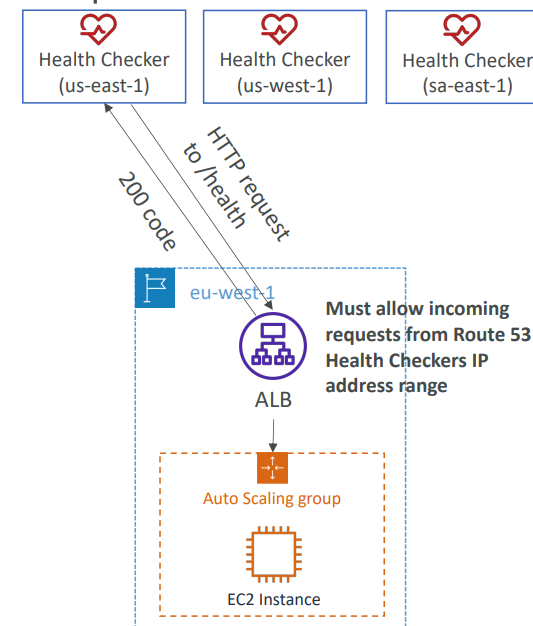 Health Checker
(us-east-1)
Health Checker
(us-west-1)
Health Checker
(sa-east-1)
HTTP request
to /health
200 code
eu-west-1
Must allow incoming
requests from Route 53
Health Checkers IP
address range
ALB
Auto Scaling group
EC2 Instance